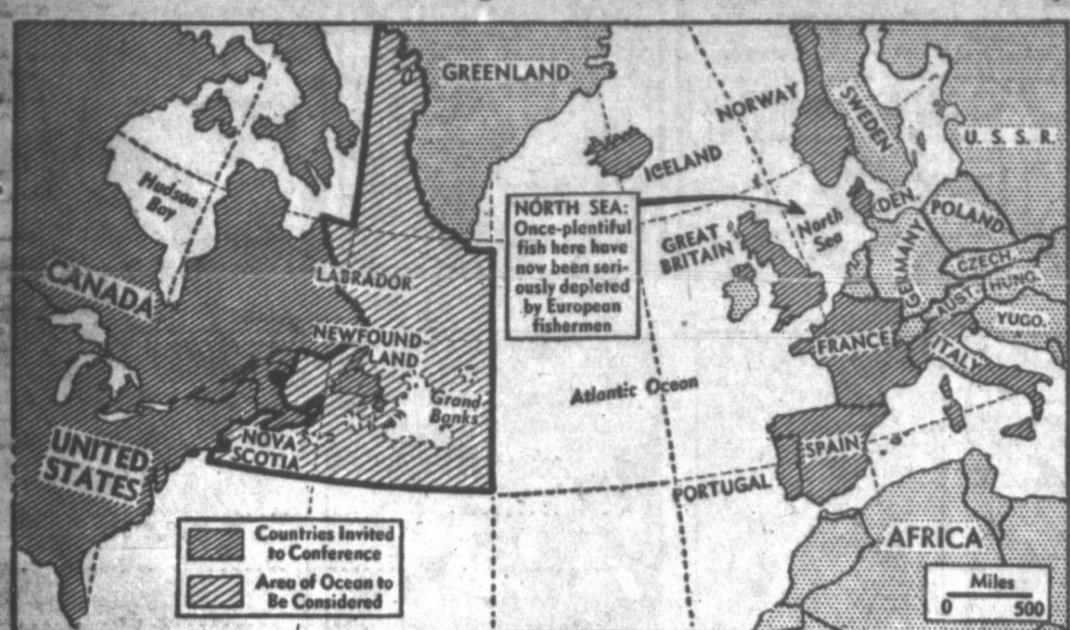 GREENLAND
NORWAY
SWEDEN
U. S. S. R.
ICELAND
Hudson
Bay
NORTH SEA:
Once-plentiful
fish here have
now been seri-
ously depleted
by European
fishermen
North
Sea
DEN.
POLAND
GREAT
BRITAIN
GERMANY
CZECH.
AUST.
HUNG.
YUGO.
CANADA
LABRADOR
NEWFOUND-
LAND
FRANCE
ITALY
Atlantic Ocean
Grand
Banks
NOVA
SCOTIA
UNITED
STATES
SPAIN
PORTUGAL
AFRICA
Countries Invited
to Conference
Area of Ocean to
Be Considered
Miles
0 500